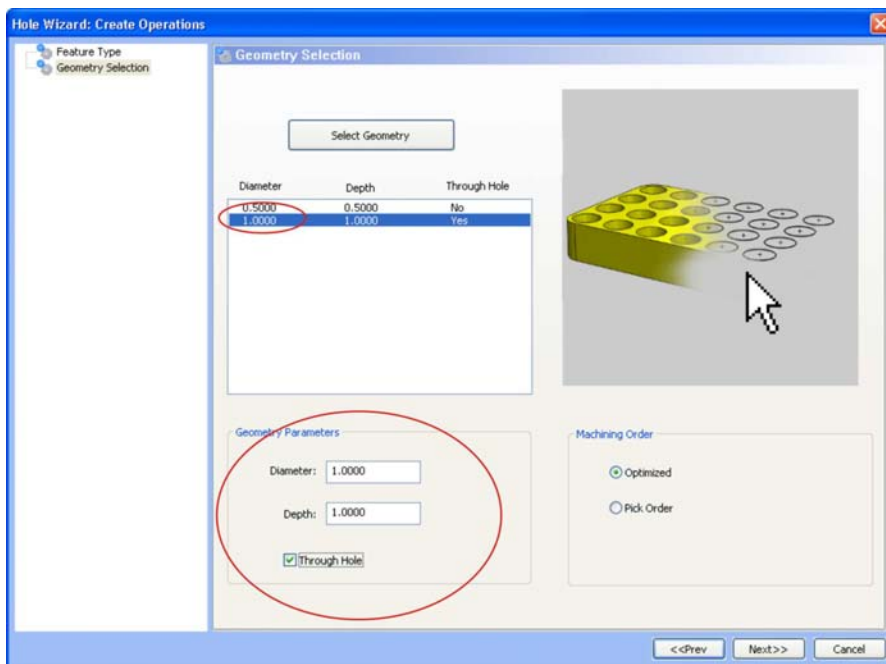 Hole Wizard: Create Operations
Feature Type
Geometry Selection
Geometry Selection
Select Geometry
Diameter Depth Through Hole
0.5000 0.5000 No
1.0000 1.0000 Yes
Geometry Parameters
Diameter: 1.0000
Depth: 1.0000
Through Hole
Machining Order
Optimized
Pick Order
<<Prev Next>> Cancel